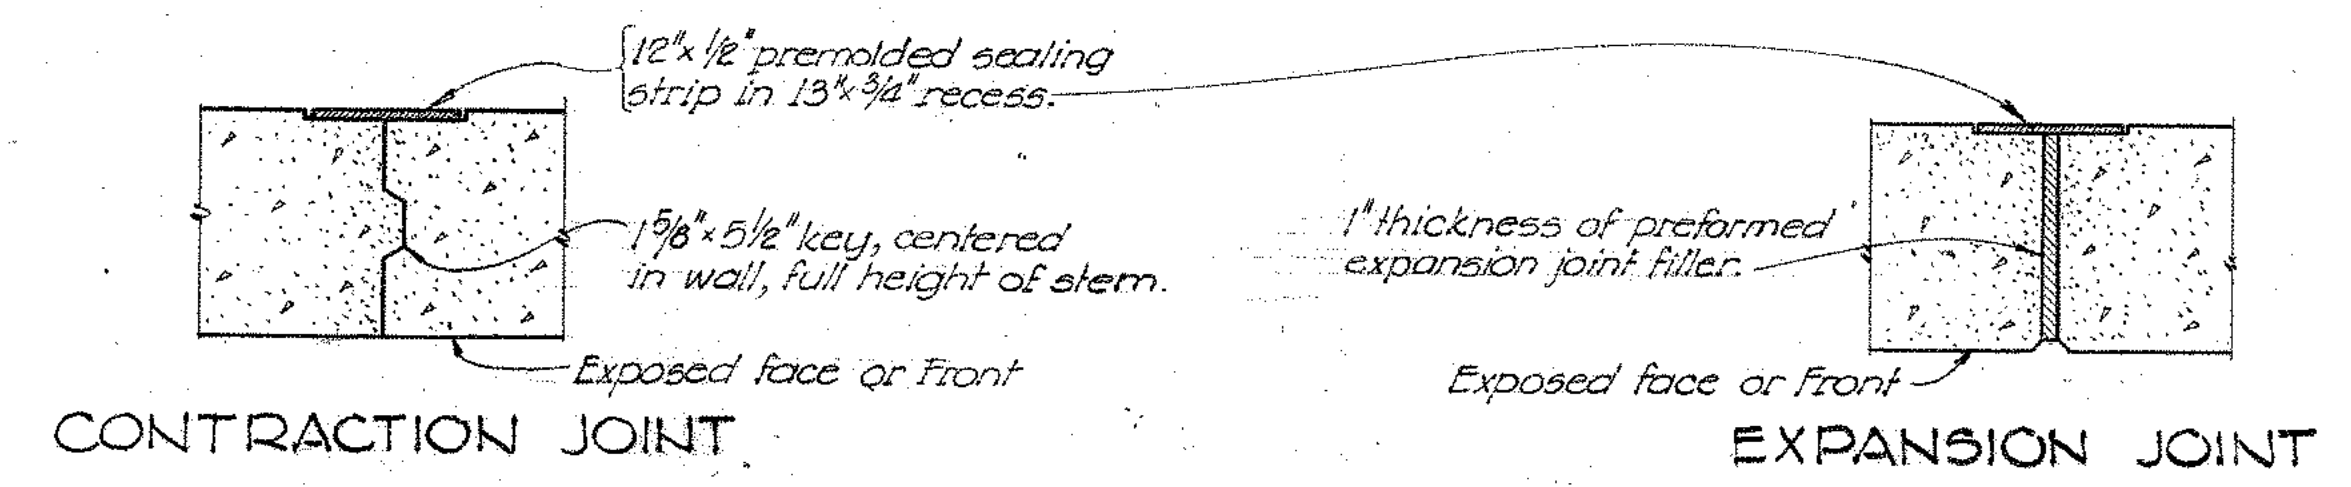 12" x 1/2" premolded sealing
strip in 13" x 3/4" recess.
1 5/8" x 5 1/2" key, centered
in wall, full height of stem.
Exposed face or Front
CONTRACTION JOINT
1" thickness of preformed
expansion joint filler.
Exposed face or Front
EXPANSION JOINT